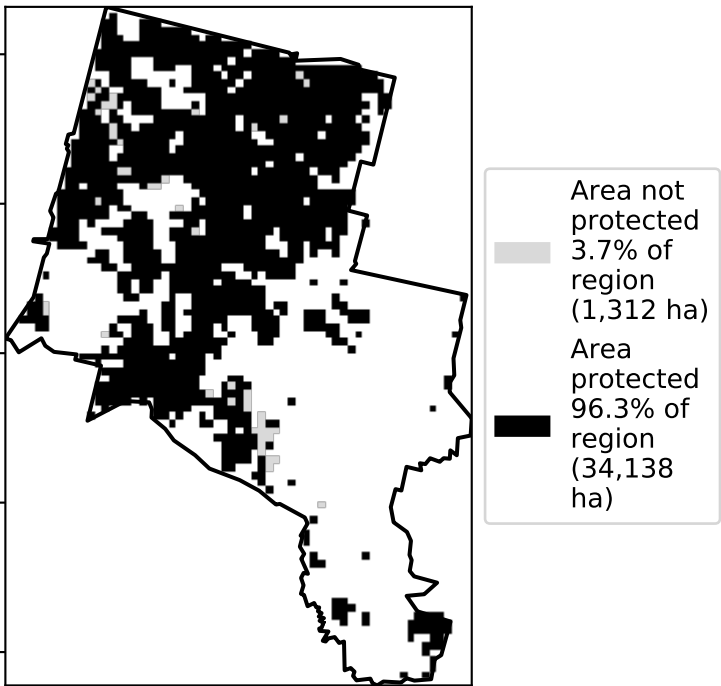 Area not
protected
3.7% of
region
(1,312 ha)
Area
protected
96.3% of
region
(34,138
ha)